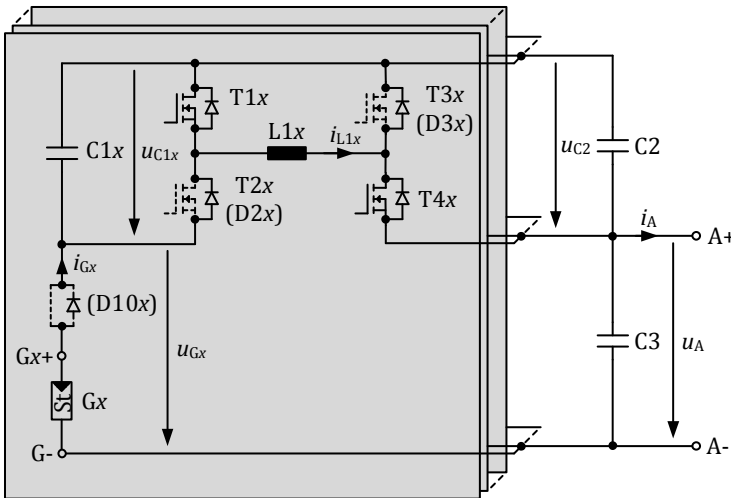 T1x
T3x
(D3x)
L1x
iL1x
C1x
uC1x
uC2
C2
T2x
(D2x)
T4x
iGx
iA
A+
(D10x)
Gx+
uGx
C3
uA
St
Gx
G-
A-